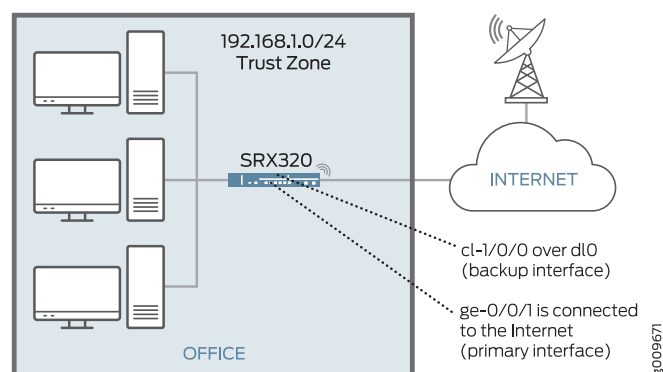 192.168.1.0/24
Trust Zone
SRX320
INTERNET
cl-1/0/0 over dl0
(backup interface)
ge-0/0/1 is connected
to the Internet
(primary interface)
OFFICE
g009671